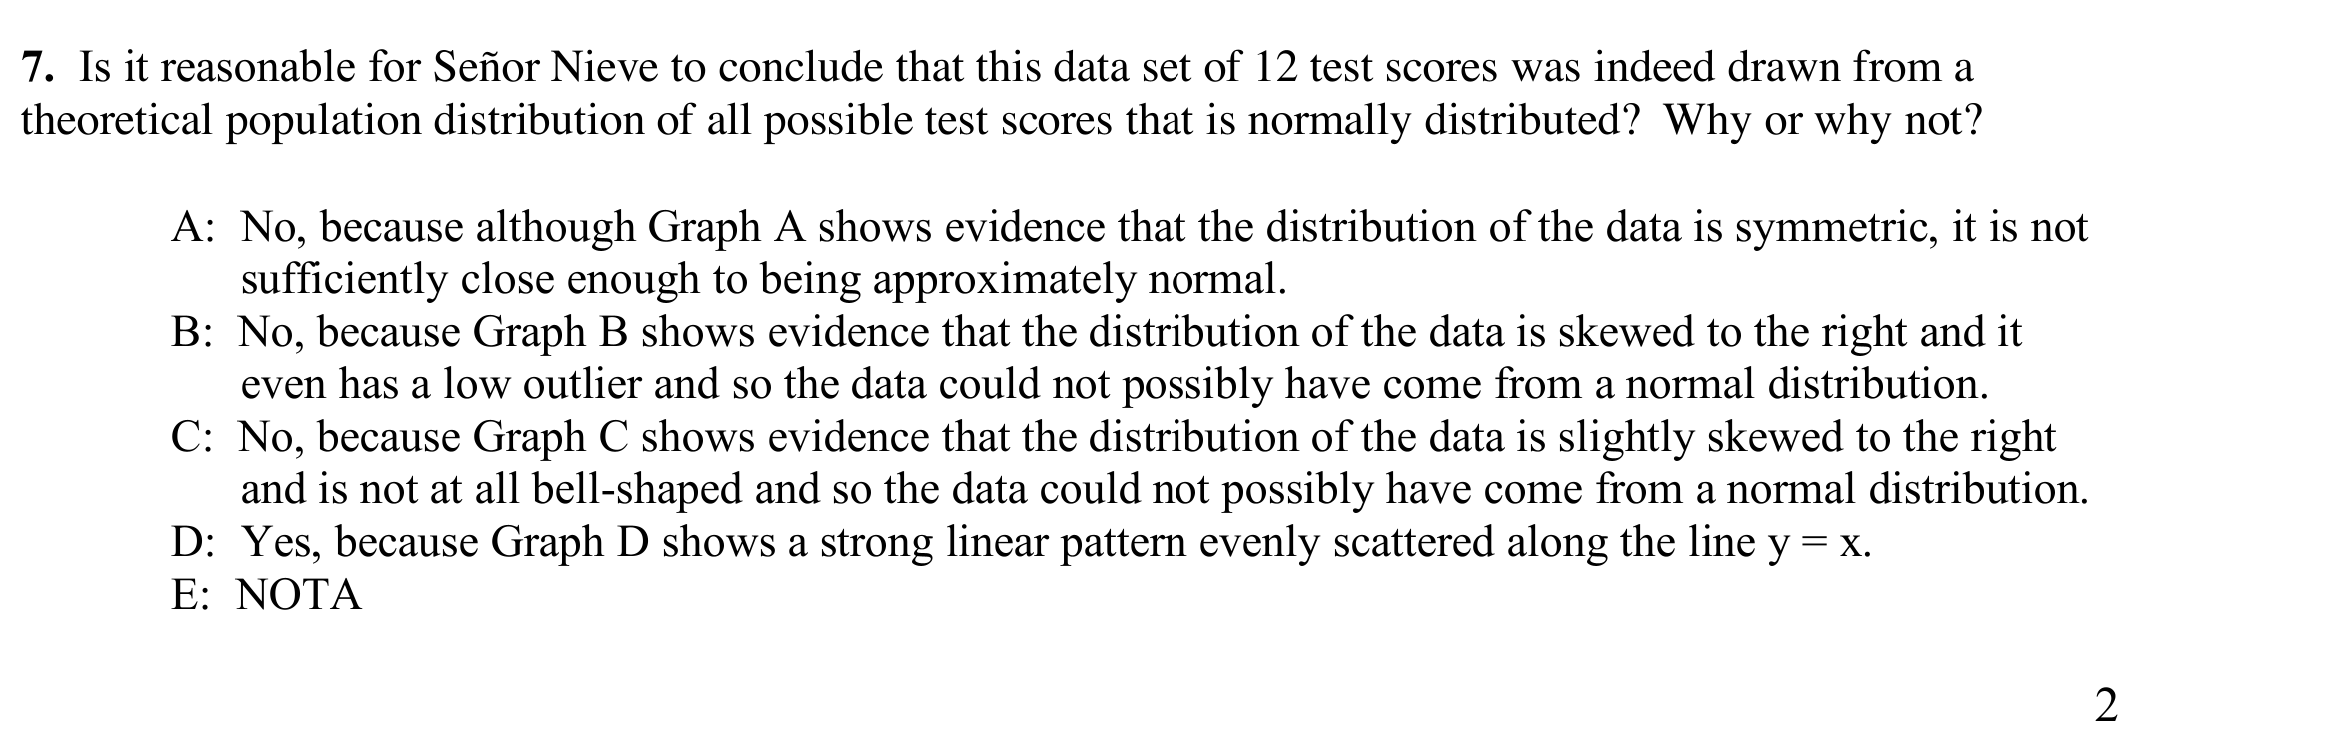 7. Is it reasonable for Señor Nieve to conclude that this data set of 12 test scores was indeed drawn from a
theoretical population distribution of all possible test scores that is normally distributed? Why or why not?
A: No, because although Graph A shows evidence that the distribution of the data is symmetric, it is not
sufficiently close enough to being approximately normal.
B: No, because Graph B shows evidence that the distribution of the data is skewed to the right and it
even has a low outlier and so the data could not possibly have come from a normal distribution.
C: No, because Graph C shows evidence that the distribution of the data is slightly skewed to the right
and is not at all bell-shaped and so the data could not possibly have come from a normal distribution.
D: Yes, because Graph D shows a strong linear pattern evenly scattered along the line y = x.
E: NOTA
2